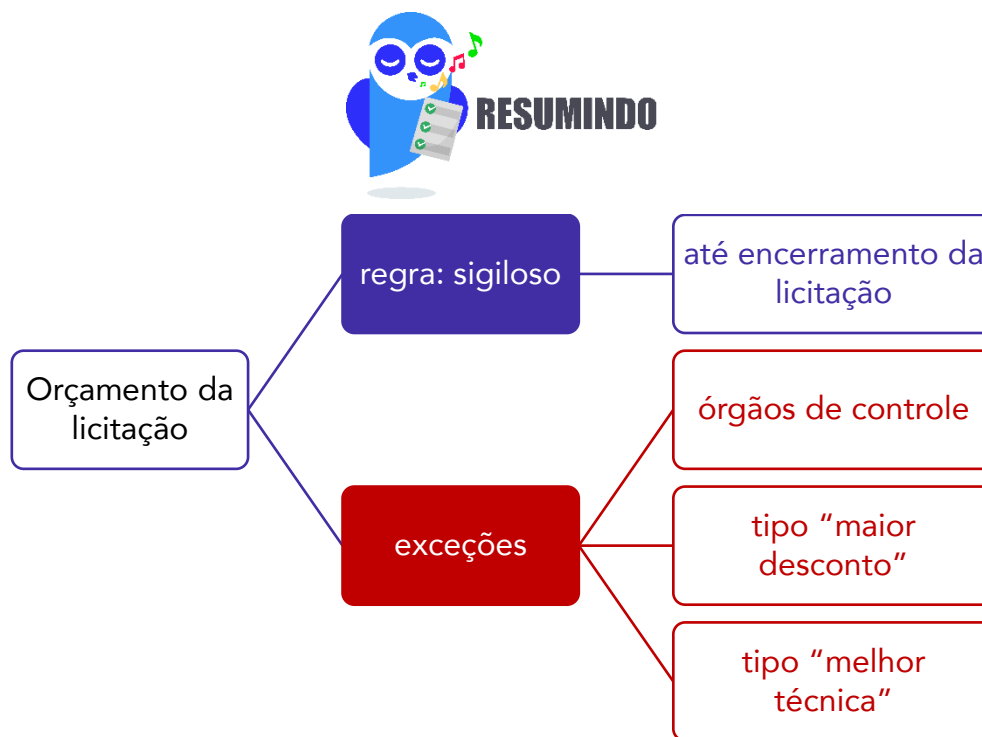 RESUMINDO
regra: sigiloso
até encerramento da
licitação
Orçamento da
licitação
órgãos de controle
exceções
tipo “maior
desconto”
tipo “melhor
técnica”